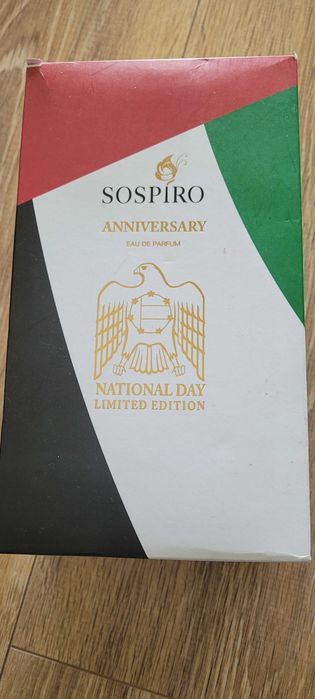 SOSPIRO
ANNIVERSARY
EAU DE PARFUM
NATIONAL DAY
LIMITED EDITION